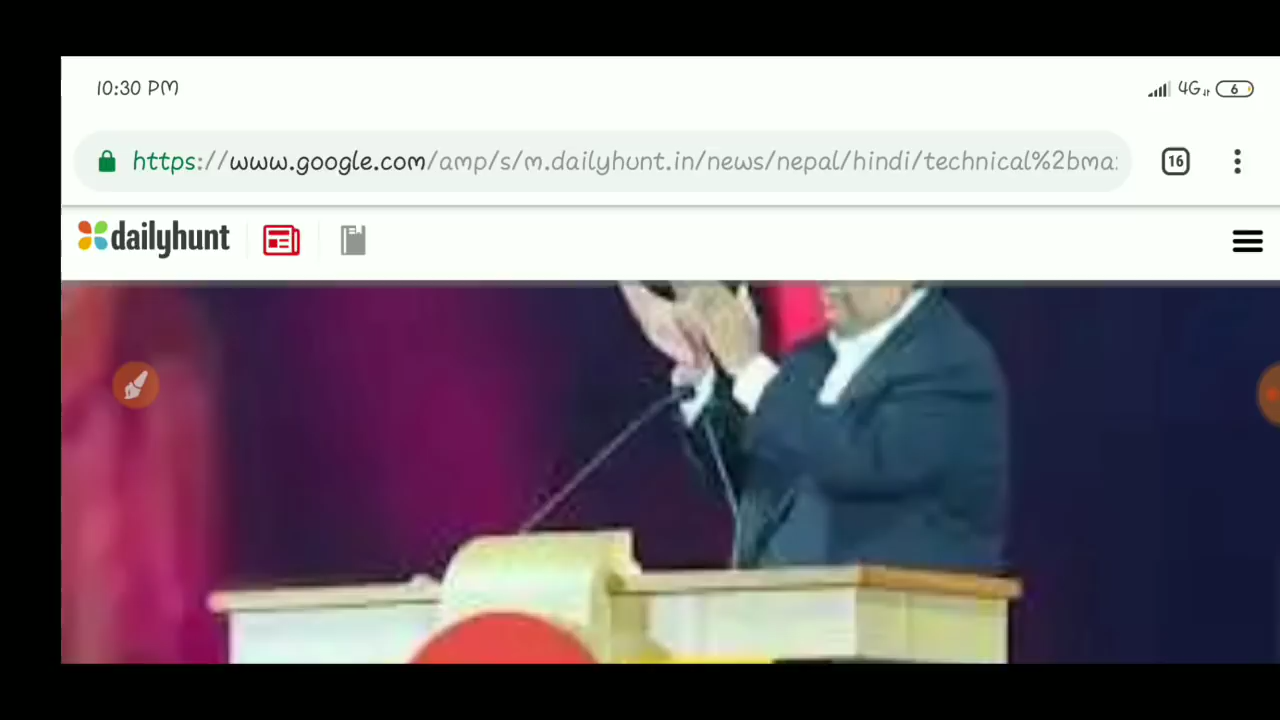 10:30 PM
4G
6
https://www.google.com/amp/s/m.dailyhunt.in/news/nepal/hindi/technical%2bma
16
dailyhunt